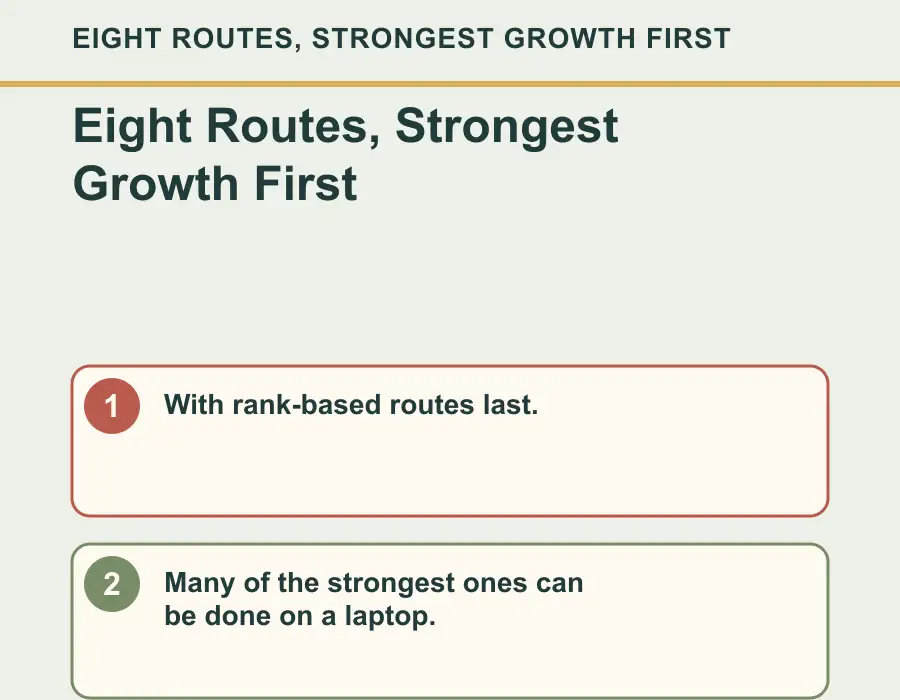 EIGHT ROUTES, STRONGEST GROWTH FIRST
Eight Routes, Strongest
Growth First
1
With rank-based routes last.
2
Many of the strongest ones can
be done on a laptop.